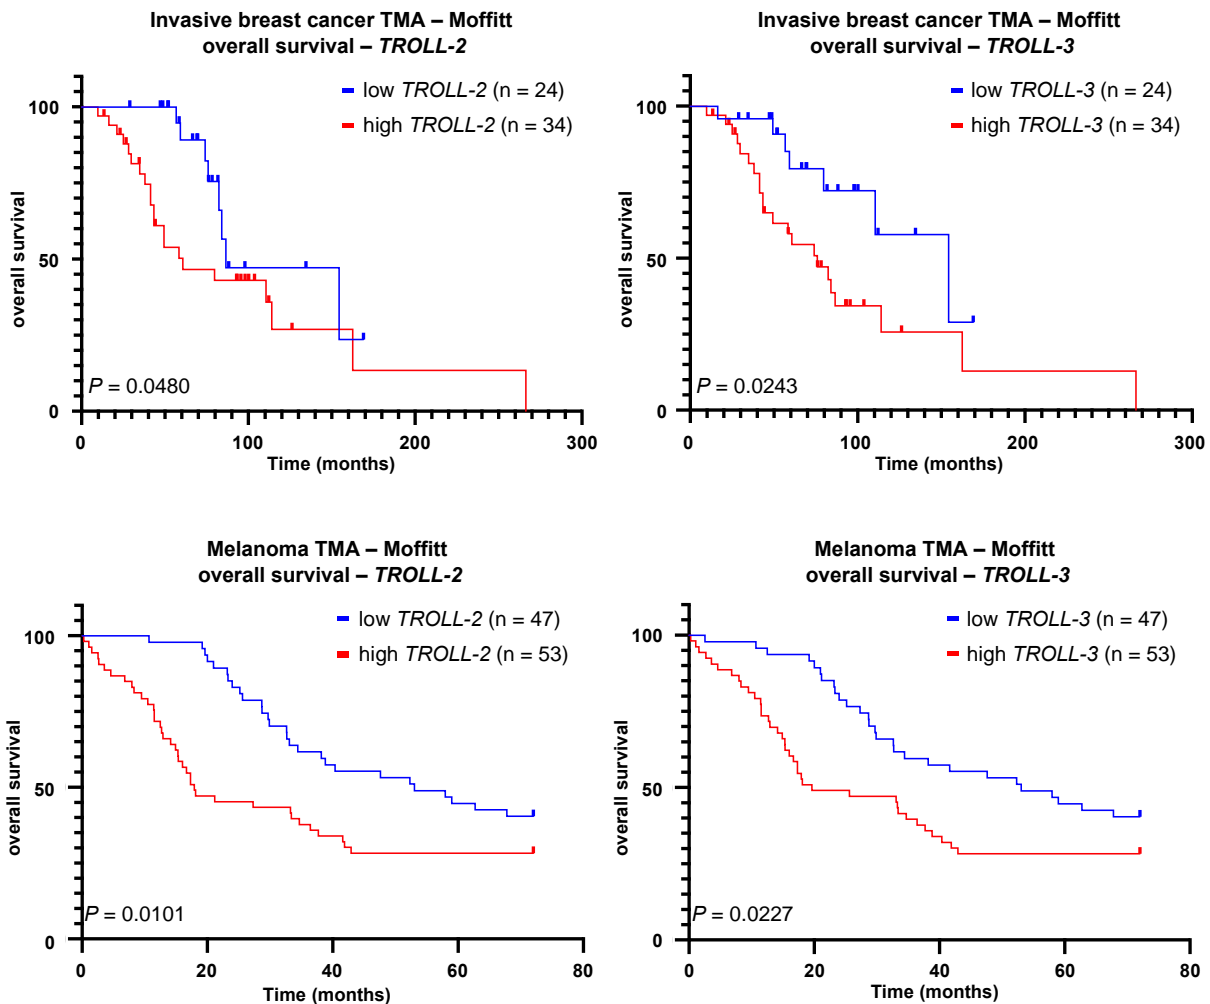 Invasive breast cancer TMA – Moffitt
overall survival – TROLL-2
low TROLL-2 (n = 24)
high TROLL-2 (n = 34)
overall survival
100
50
0
P = 0.0480
0 100 200 300
Time (months)
Invasive breast cancer TMA – Moffitt
overall survival – TROLL-3
low TROLL-3 (n = 24)
high TROLL-3 (n = 34)
overall survival
100
50
0
P = 0.0243
0 100 200 300
Time (months)
Melanoma TMA – Moffitt
overall survival – TROLL-2
low TROLL-2 (n = 47)
high TROLL-2 (n = 53)
overall survival
100
50
0
P = 0.0101
0 20 40 60 80
Time (months)
Melanoma TMA – Moffitt
overall survival – TROLL-3
low TROLL-3 (n = 47)
high TROLL-3 (n = 53)
overall survival
100
50
0
P = 0.0227
0 20 40 60 80
Time (months)